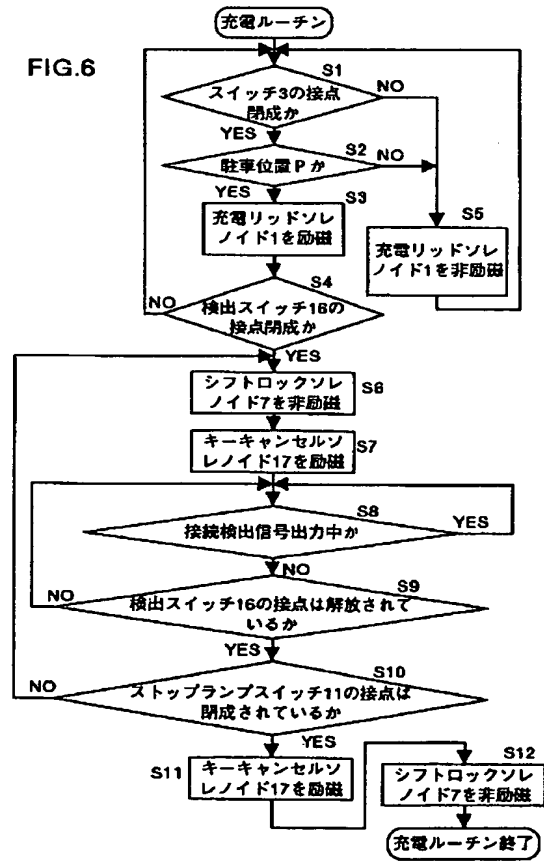 FIG.6
充電ルーチン
S1
スイッチ3の接点
閉成か
NO
YES
S2
駐車位置Pか
NO
YES
S3
充電リッドソレ
ノイド1を励磁
S5
充電リッドソレ
ノイド1を非励磁
S4
検出スイッチ16の
接点閉成か
NO
YES
シフトロックソレ
ノイド7を非励磁
S6
キーキャンセルソ
レノイド17を励磁
S7
S8
接続検出信号出力中か
YES
NO
S9
検出スイッチ16の接点は解放されて
いるか
NO
YES
S10
ストップランプスイッチ11の接点は
閉成されているか
NO
YES
S11
キーキャンセルソ
レノイド17を励磁
S12
シフトロックソレ
ノイド7を非励磁
充電ルーチン終了